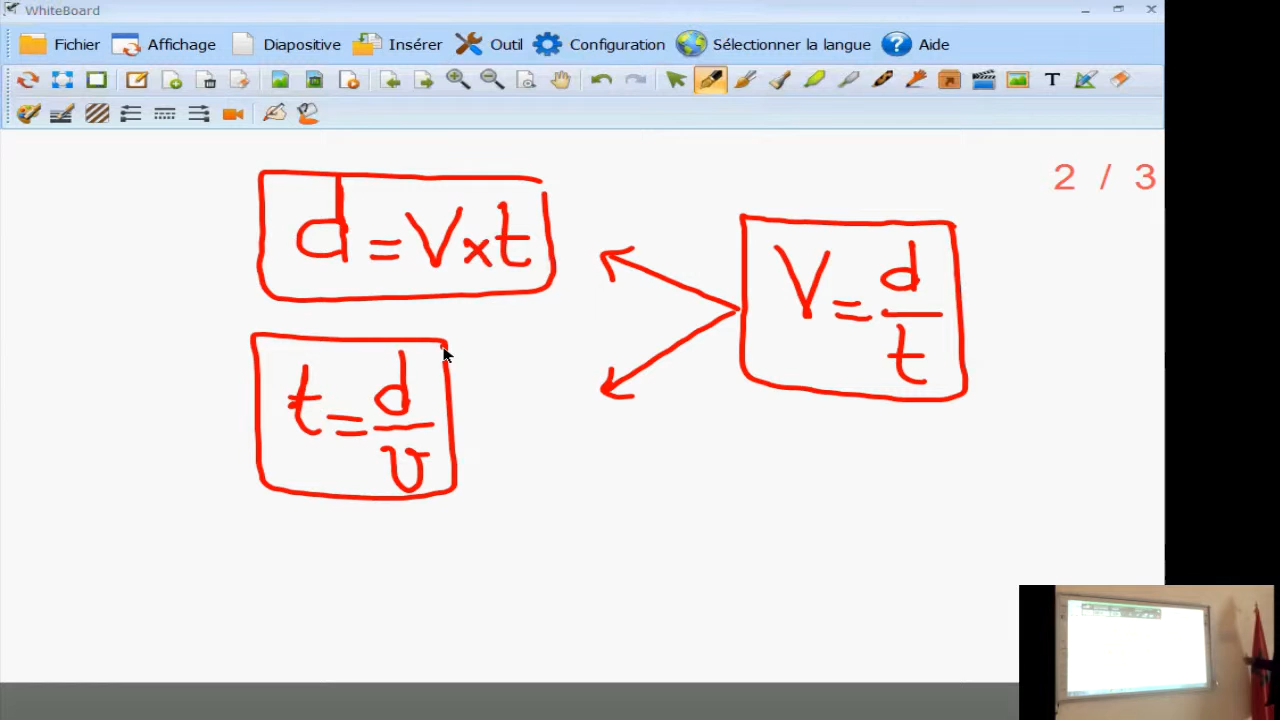 WhiteBoard
Fichier Affichage Diapositive Insérer Outil Configuration Sélectionner la langue Aide
2 / 3
d = V x t
V = d / t
t = d / v